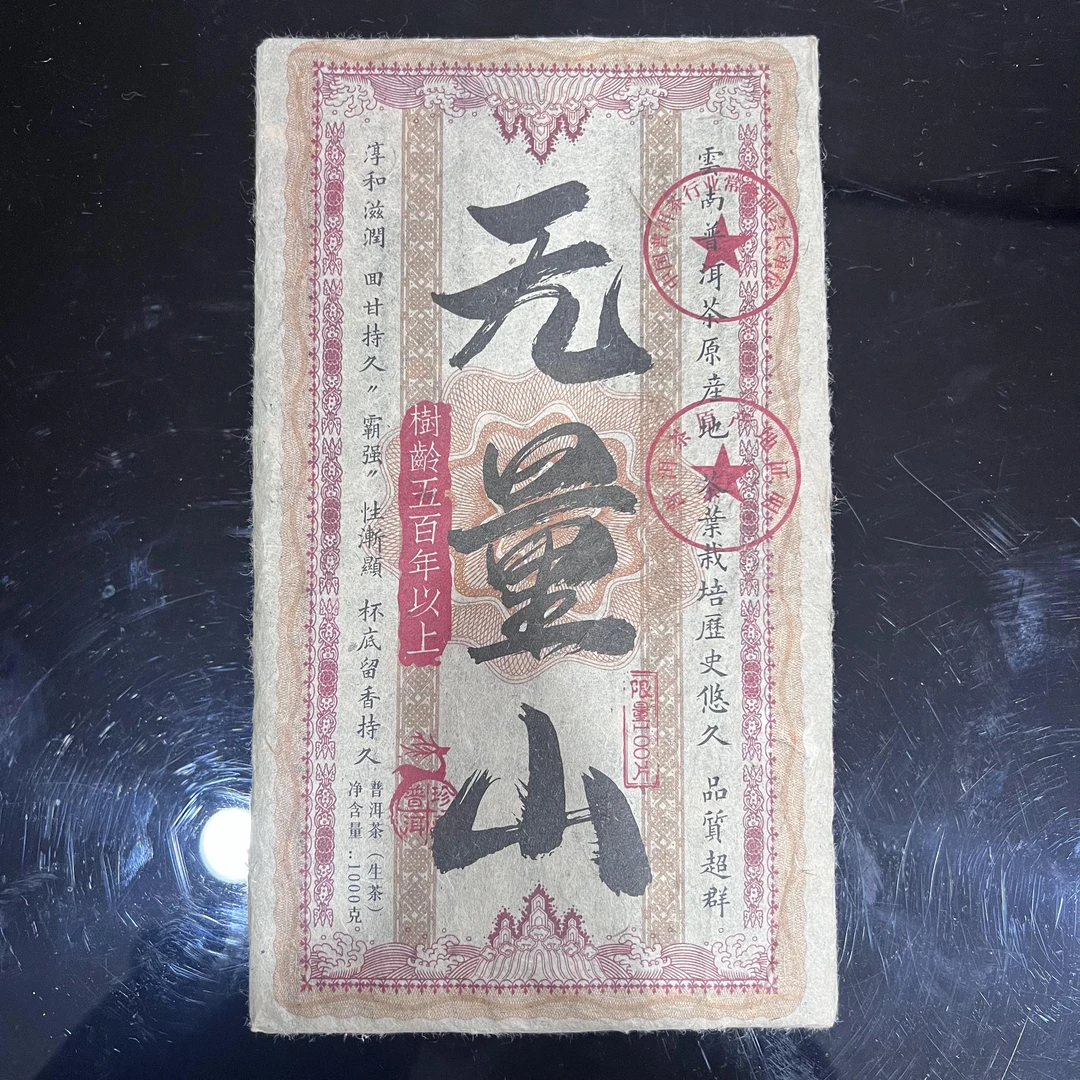 雲南普洱茶原産地 茶葉栽培歷史悠久 品質超群
无量山
限量100片
樹齡五百年以上
珍
普洱
淳和滋潤 回甘持久〃霸强〃性漸顯 杯底留香持久
普洱茶（生茶）
净含量：1000克